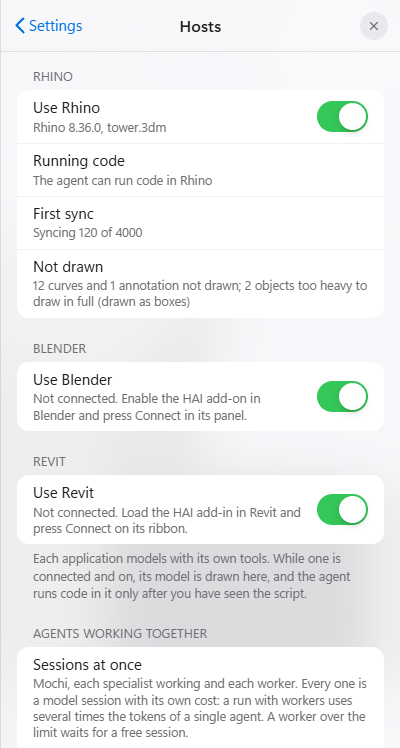 Settings
Hosts
RHINO
Use Rhino
Rhino 8.36.0, tower.3dm
Running code
The agent can run code in Rhino
First sync
Syncing 120 of 4000
Not drawn
12 curves and 1 annotation not drawn; 2 objects too heavy to
draw in full (drawn as boxes)
BLENDER
Use Blender
Not connected. Enable the HAI add-on in
Blender and press Connect in its panel.
REVIT
Use Revit
Not connected. Load the HAI add-in in Revit and
press Connect on its ribbon.
Each application models with its own tools. While one is
connected and on, its model is drawn here, and the agent
runs code in it only after you have seen the script.
AGENTS WORKING TOGETHER
Sessions at once
Mochi, each specialist working and each worker. Every one is
a model session with its own cost: a run with workers uses
several times the tokens of a single agent. A worker over the
limit waits for a free session.